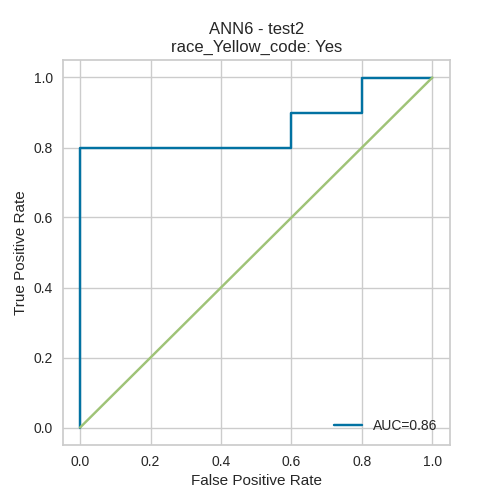 ANN6 - test2
race_Yellow_code: Yes
1.0
0.8
0.6
0.4
0.2
0.0
True Positive Rate
AUC=0.86
0.0 0.2 0.4 0.6 0.8 1.0
False Positive Rate